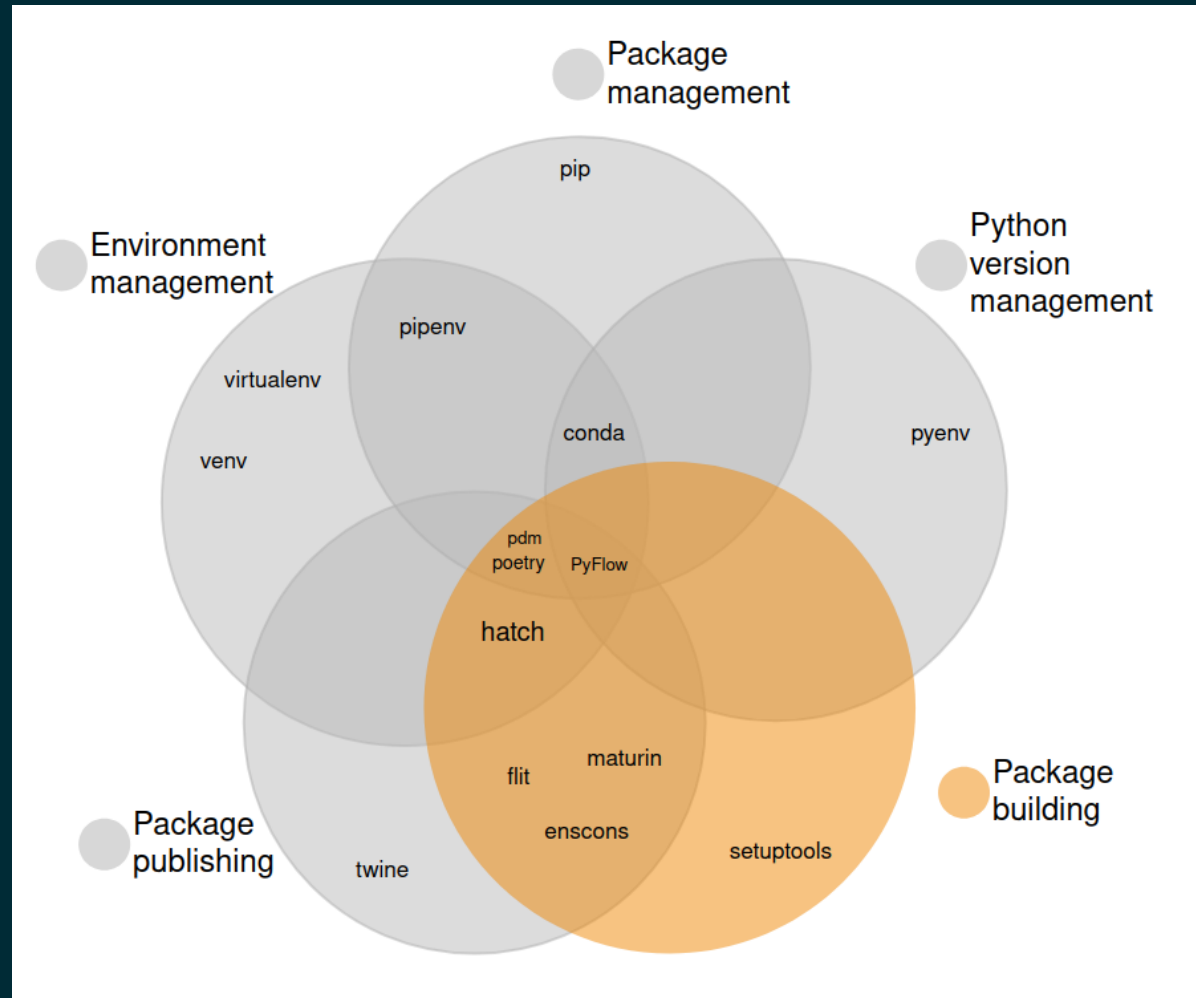 Package
management
pip
Python
version
management
Environment
management
pipenv
virtualenv
conda
pyenv
venv
pdm
poetry
PyFlow
hatch
maturin
flit
Package
building
enscons
setuptools
Package
publishing
twine